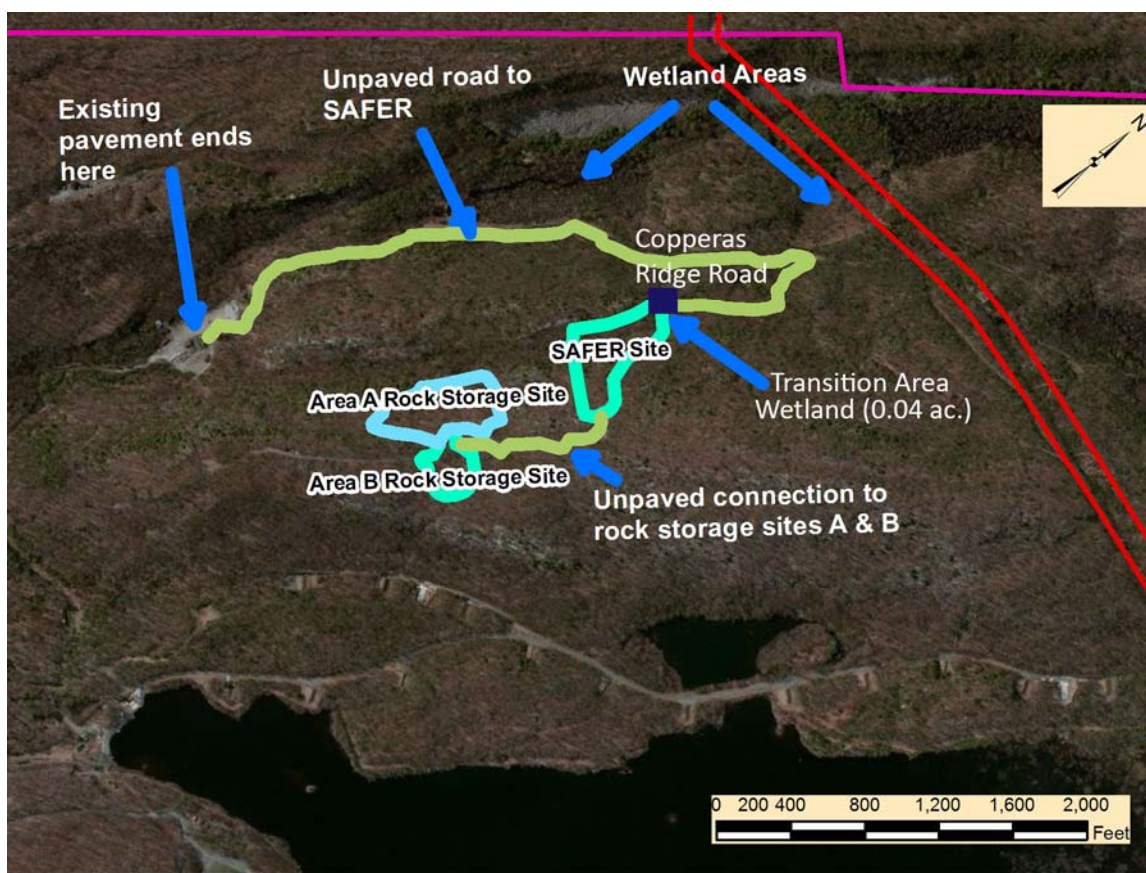 Unpaved road to
SAFER
Wetland Areas
Existing
pavement ends
here
N
Copperas
Ridge Road
SAFER Site
Transition Area
Wetland (0.04 ac.)
Area A Rock Storage Site
Area B Rock Storage Site
Unpaved connection to
rock storage sites A & B
0 200 400 800 1,200 1,600 2,000
Feet